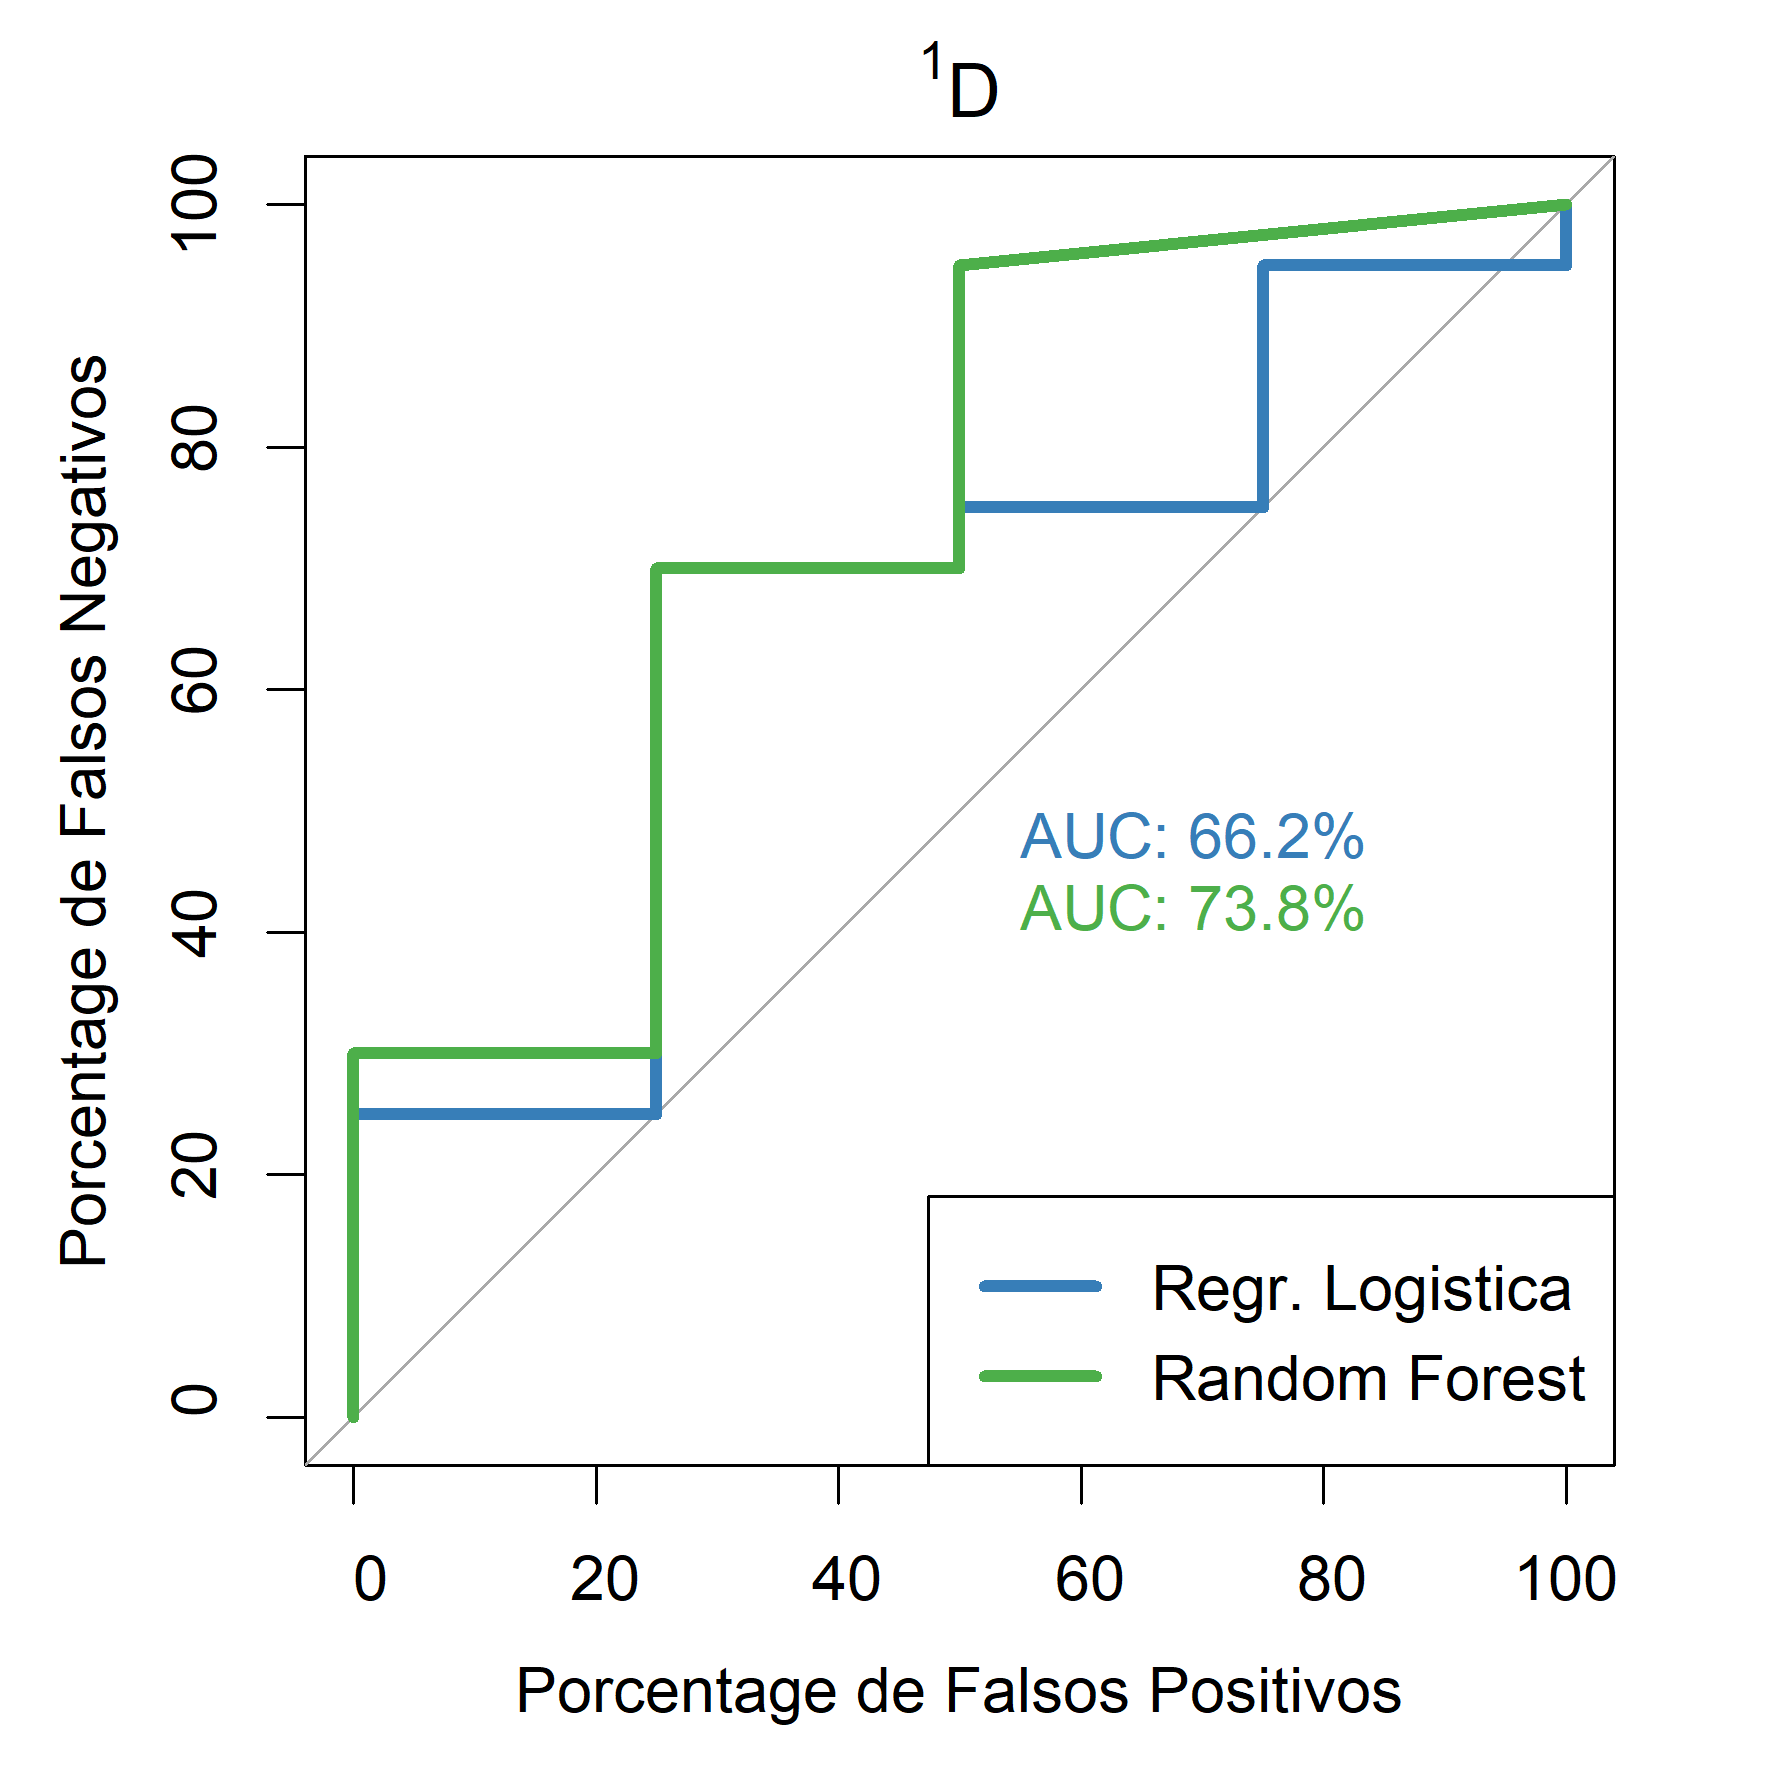 ¹D
100
80
60
40
20
0
Porcentage de Falsos Negativos
AUC: 66.2%
AUC: 73.8%
Regr. Logistica
Random Forest
0 20 40 60 80 100
Porcentage de Falsos Positivos